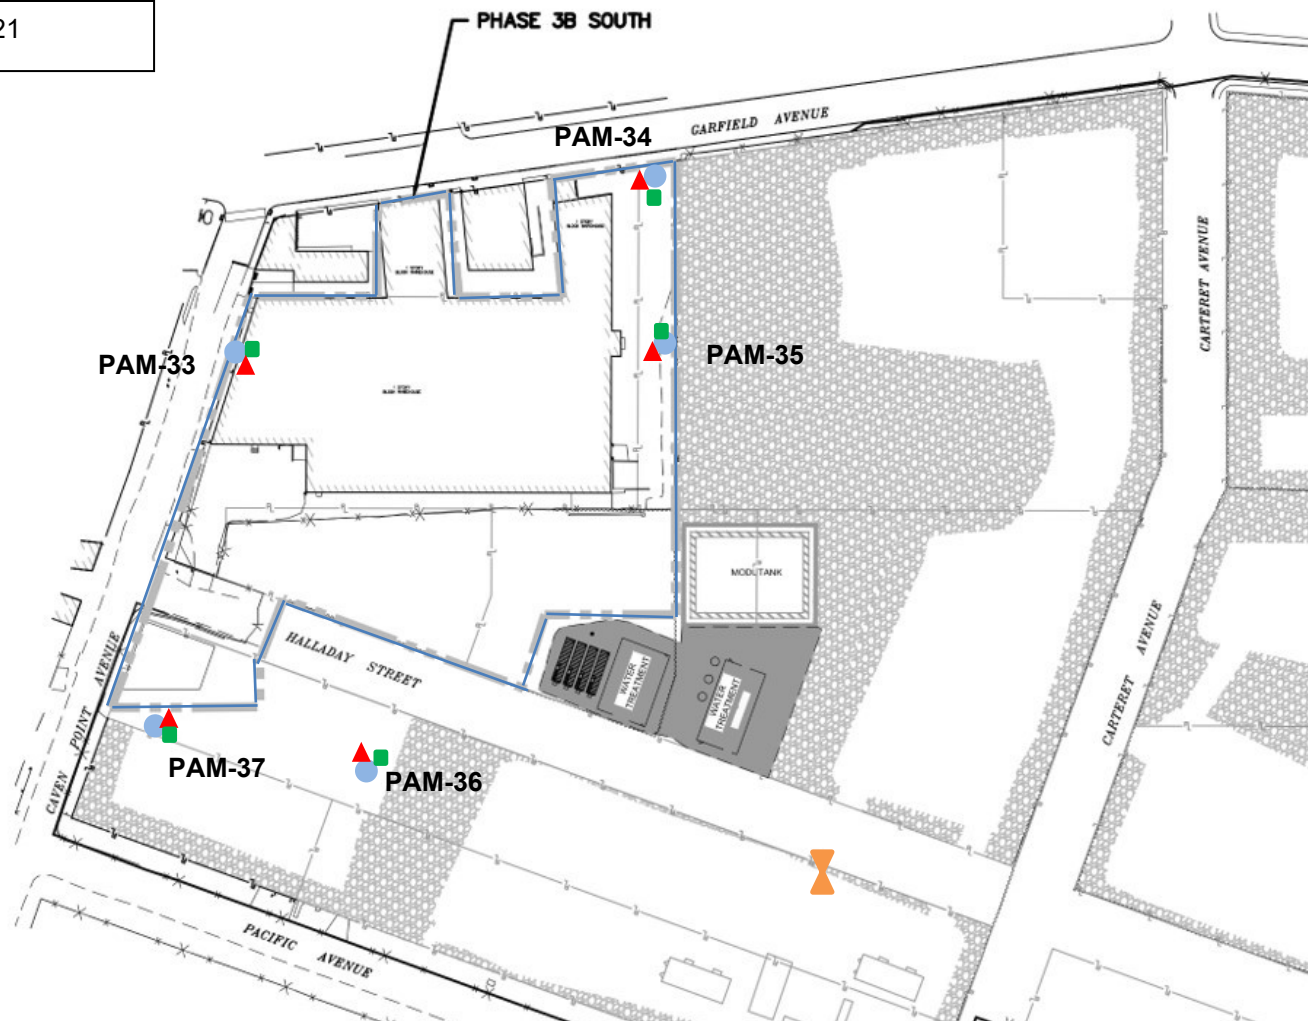 21
PHASE 3B SOUTH
PAM-34
GARFIELD AVENUE
CARTERET AVENUE
PAM-33
PAM-35
MODUTANK
HALLADAY STREET
WATER
TREATMENT
WATER
TREATMENT
CARTERET AVENUE
CAVEN POINT AVENUE
PAM-37
PAM-36
PACIFIC AVENUE